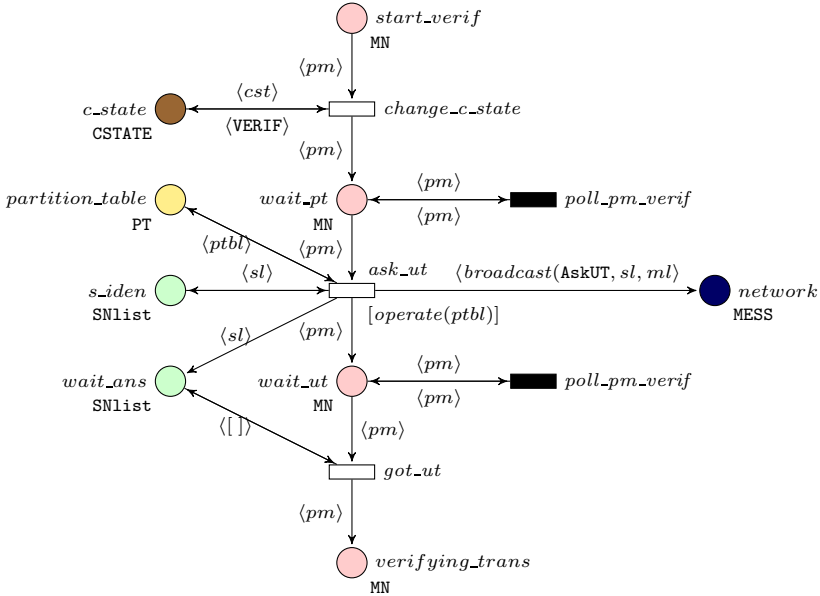 start_verif
MN
⟨pm⟩
⟨cst⟩
c_state
change_c_state
CSTATE
⟨VERIF⟩
⟨pm⟩
⟨pm⟩
partition_table
wait_pt
poll_pm_verif
PT
MN
⟨pm⟩
⟨ptbl⟩
⟨pm⟩
ask_ut
⟨sl⟩
⟨broadcast(AskUT, sl, ml⟩
s_iden
network
SNlist
[operate(ptbl)]
MESS
⟨sl⟩
⟨pm⟩
⟨pm⟩
wait_ans
wait_ut
poll_pm_verif
SNlist
MN
⟨pm⟩
⟨[ ]⟩
⟨pm⟩
got_ut
⟨pm⟩
verifying_trans
MN